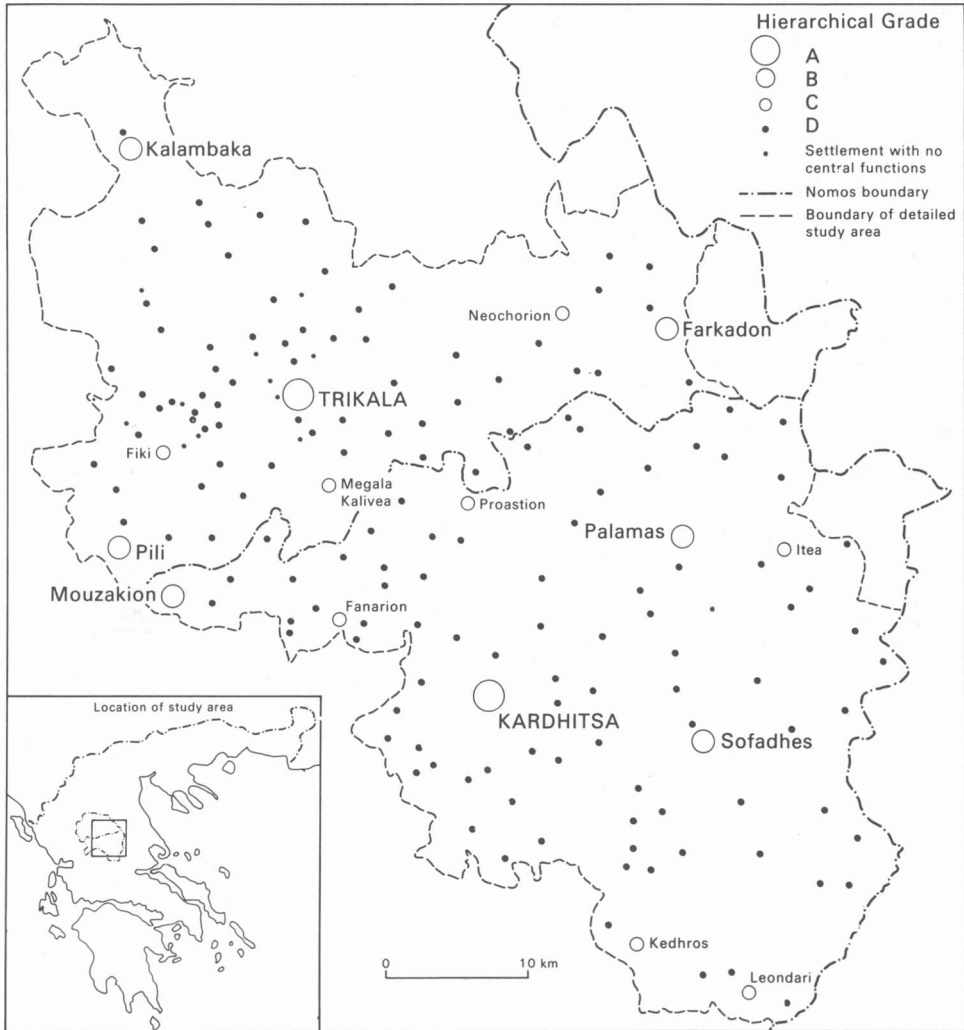 Hierarchical Grade
A
B
C
D
Settlement with no
central functions
Nomos boundary
Boundary of detailed
study area
Kalambaka
Neochorion
Farkadon
TRIKALA
Fiki
Megala
Kalivea
Proastion
Palamas
Itea
Pili
Mouzakion
Fanarion
KARDHITSA
Sofadhes
Location of study area
Kedhros
Leondari
0 10 km